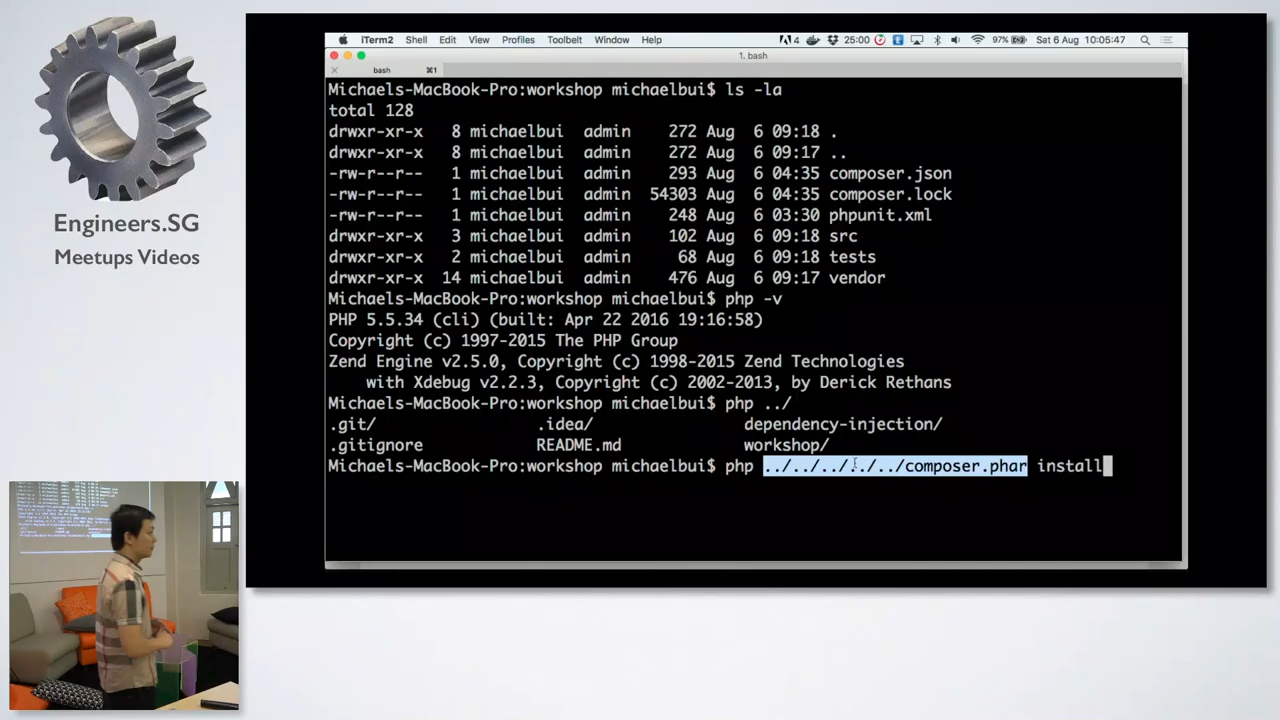 Engineers.SG
Meetups Videos
iTerm2 Shell Edit View Profiles Toolbelt Window Help 4 25:00 97% Sat 6 Aug 10:05:47
1. bash
bash ⌘1
Michaels-MacBook-Pro:workshop michaelbui$ ls -la
total 128
drwxr-xr-x 8 michaelbui admin 272 Aug 6 09:18 .
drwxr-xr-x 8 michaelbui admin 272 Aug 6 09:17 ..
-rw-r--r-- 1 michaelbui admin 293 Aug 6 04:35 composer.json
-rw-r--r-- 1 michaelbui admin 54303 Aug 6 04:35 composer.lock
-rw-r--r-- 1 michaelbui admin 248 Aug 6 03:30 phpunit.xml
drwxr-xr-x 3 michaelbui admin 102 Aug 6 09:18 src
drwxr-xr-x 2 michaelbui admin 68 Aug 6 09:18 tests
drwxr-xr-x 14 michaelbui admin 476 Aug 6 09:17 vendor
Michaels-MacBook-Pro:workshop michaelbui$ php -v
PHP 5.5.34 (cli) (built: Apr 22 2016 19:16:58)
Copyright (c) 1997-2015 The PHP Group
Zend Engine v2.5.0, Copyright (c) 1998-2015 Zend Technologies
with Xdebug v2.2.3, Copyright (c) 2002-2013, by Derick Rethans
Michaels-MacBook-Pro:workshop michaelbui$ php ../
.git/ .idea/ dependency-injection/
.gitignore README.md workshop/
Michaels-MacBook-Pro:workshop michaelbui$ php ../../../../../composer.phar install